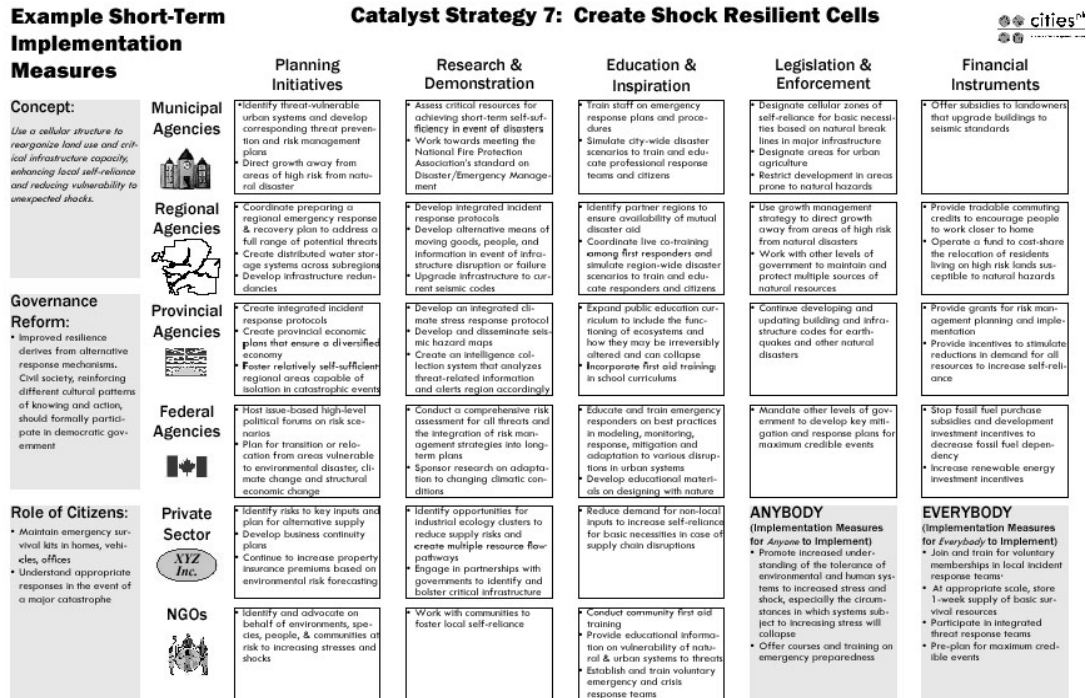 Example Short-Term
Implementation
Measures
Catalyst Strategy 7: Create Shock Resilient Cells
cities
Planning
Initiatives
Research &
Demonstration
Education &
Inspiration
Legislation &
Enforcement
Financial
Instruments
Concept:
Use a cellular structure to
reorganize land use and crit-
ical infrastructure capacity,
enhancing local self-reliance
and reducing vulnerability to
unexpected shocks.
Governance
Reform:
• Improved resilience
derives from alternative
response mechanisms.
Civil society, reinforcing
different cultural patterns
of knowing and action,
should formally partici-
pate in democratic gov-
ernment
Role of Citizens:
• Maintain emergency sur-
vival kits in homes, vehi-
cles, offices
• Understand appropriate
responses in the event of
a major catastrophe
Municipal
Agencies
•Identify threat-vulnerable
urban systems and develop
corresponding threat preven-
tion and risk management
plans
• Direct growth away from
areas of high risk from natu-
ral disaster
• Assess critical resources for
achieving short-term self-suf-
ficiency in event of disasters
• Work towards meeting the
National Fire Protection
Association's standard on
Disaster/Emergency Manage-
ment
• Train staff on emergency
response plans and proce-
dures
• Simulate city-wide disaster
scenarios to train and edu-
cate professional response
teams and citizens
• Designate cellular zones of
self-reliance for basic necessi-
ties based on natural break
lines in major infrastructure
• Designate areas for urban
agriculture
• Restrict development in areas
prone to natural hazards
• Offer subsidies to landowners
that upgrade buildings to
seismic standards
Regional
Agencies
• Coordinate preparing a
regional emergency response
& recovery plan to address a
full range of potential threats
• Create distributed water stor-
age systems across subregions
• Develop infrastructure redun-
dancies
• Develop integrated incident
response protocols
• Develop alternative means of
moving goods, people, and
information in event of infra-
structure disruption or failure
• Upgrade infrastructure to cur-
rent seismic codes
• Identify partner regions to
ensure availability of mutual
disaster aid
• Coordinate live co-training
among first responders and
simulate region-wide disaster
scenarios to train and edu-
cate responders and citizens
• Use growth management
strategy to direct growth
away from areas of high risk
from natural disasters
• Work with other levels of
government to maintain and
protect multiple sources of
natural resources
• Provide tradable commuting
credits to encourage people
to work closer to home
• Operate a fund to cost-share
the relocation of residents
living on high risk lands sus-
ceptible to natural hazards
Provincial
Agencies
• Create integrated incident
response protocols
• Create provincial economic
plans that ensure a diversified
economy
• Foster relatively self-sufficient
regional areas capable of
isolation in catastrophic events
• Develop an integrated cli-
mate stress response protocol
• Develop and disseminate seis-
mic hazard maps
• Create an intelligence col-
lection system that analyzes
threat-related information
and alerts region accordingly
• Expand public education cur-
riculum to include the func-
tioning of ecosystems and
how they may be irreversibly
altered and can collapse
• Incorporate first aid training
in school curriculums
• Continue developing and
updating building and infra-
structure codes for earth-
quakes and other natural
disasters
• Provide grants for risk man-
agement planning and imple-
mentation
• Provide incentives to stimulate
reductions in demand for all
resources to increase self-reli-
ance
Federal
Agencies
• Host issue-based high-level
political forums on risk sce-
narios
• Plan for transition or relo-
cation from areas vulnerable
to environmental disaster, cli-
mate change and structural
economic change
• Conduct a comprehensive risk
assessment for all threats and
the integration of risk man-
agement strategies into long-
term plans
• Sponsor research on adapta-
tion to changing climatic con-
ditions
• Educate and train emergency
responders on best practices
in modelling, monitoring,
response, mitigation and
adaptation to various disrup-
tions in urban systems
• Develop educational materi-
als on designing with nature
• Mandate other levels of gov-
ernment to develop key miti-
gation and response plans for
maximum credible events
• Stop fossil fuel purchase
subsidies and development
investment incentives to
decrease fossil fuel depen-
dency
• Increase renewable energy
investment incentives
Private
Sector
XYZ
Inc.
• Identify risks to key inputs and
plan for alternative supply
• Develop business continuity
plans
• Continue to increase property
insurance premiums based on
environmental risk forecasting
• Identify opportunities for
industrial ecology clusters to
reduce supply risks and
create multiple resource flow
pathways
• Engage in partnerships with
governments to identify and
bolster critical infrastructure
• Reduce demand for non-local
inputs to increase self-reliance
for basic necessities in case of
supply chain disruptions
ANYBODY
(Implementation Measures
for Anyone to Implement)
• Promote increased under-
standing of the tolerance of
environmental and human sys-
tems to increased stress and
shock, especially the circum-
stances in which systems sub-
ject to increasing stress will
collapse
• Offer courses and training on
emergency preparedness
EVERYBODY
(Implementation Measures
for Everybody to Implement)
• Join and train for voluntary
memberships in local incident
response teams
• At appropriate scale, store
1-week supply of basic sur-
vival resources
• Participate in integrated
threat response teams
• Pre-plan for maximum cred-
ible events
NGOs
• Identify and advocate on
behalf of environments, spe-
cies, people, & communities at
risk to increasing stresses and
shocks
• Work with communities to
foster local self-reliance
• Conduct community first aid
training
• Provide educational informa-
tion on vulnerability of natu-
ral & urban systems to threats
• Establish and train voluntary
emergency and crisis
response teams